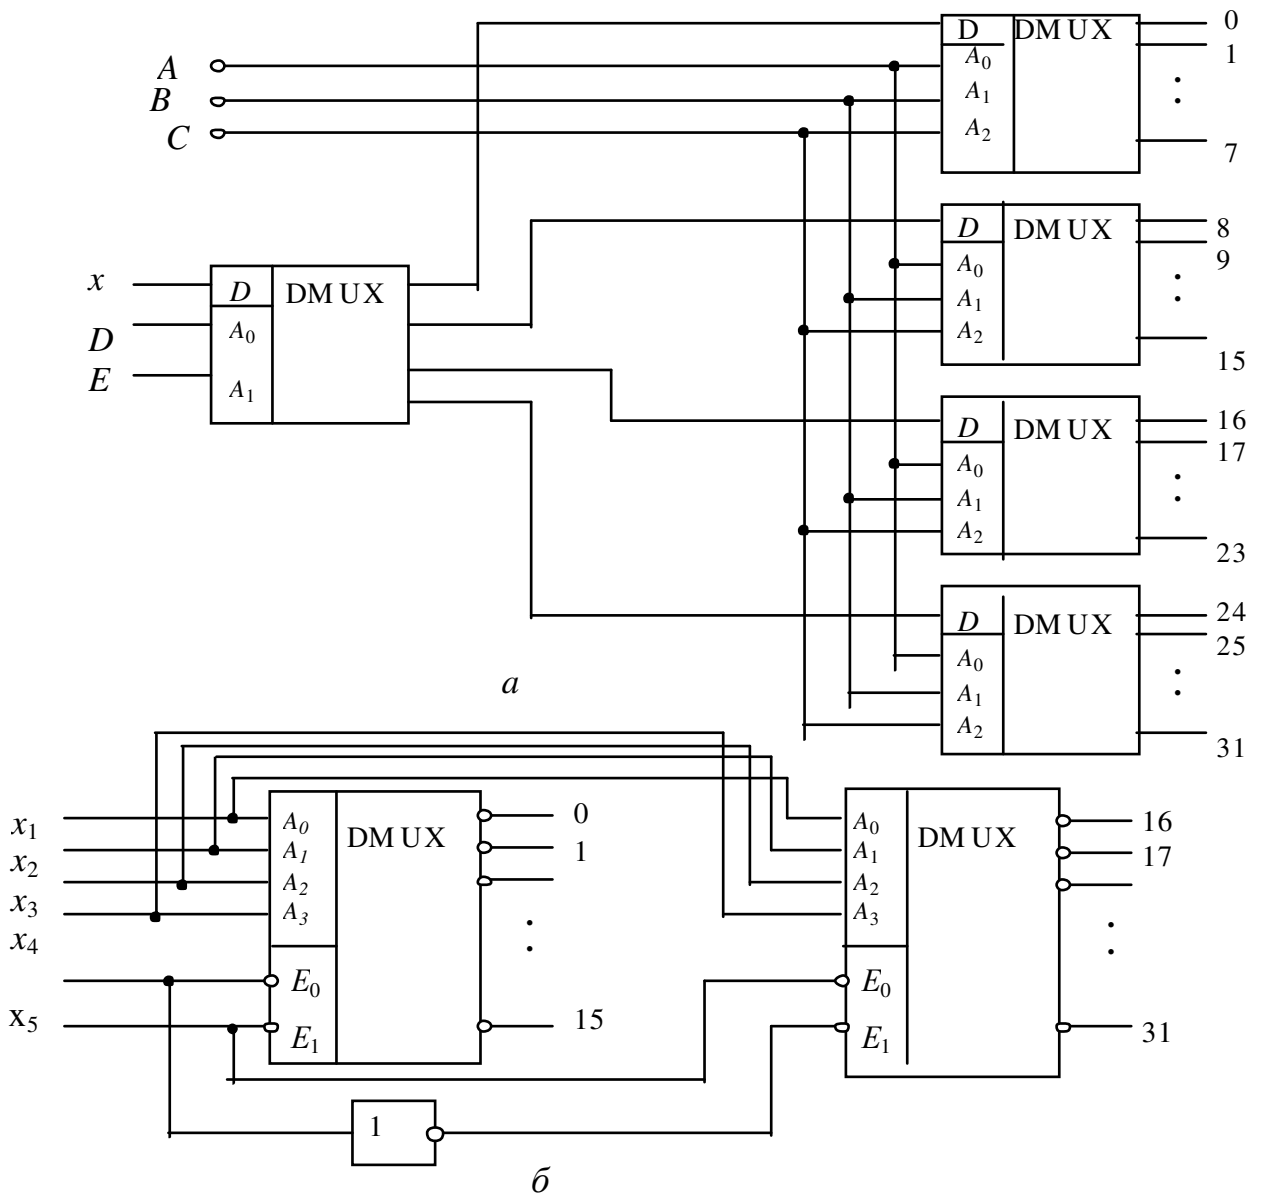 D DMUX 0
A A₀ 1
B A₁ :
C A₂
7
D DMUX 8
A₀ 9
x D DMUX A₁ :
D A₀ A₂
E A₁ 15
D DMUX 16
A₀ 17
A₁ :
A₂
23
D DMUX 24
A₀ 25
A₁ :
A₂ 31
а
x₁ A₀ DMUX 0 A₀ DMUX 16
x₂ A₁ 1 A₁ 17
x₃ A₂ A₂
x₄ A₃ : A₃ :
E₀ E₀
x₅ E₁ 15 E₁ 31
1
б